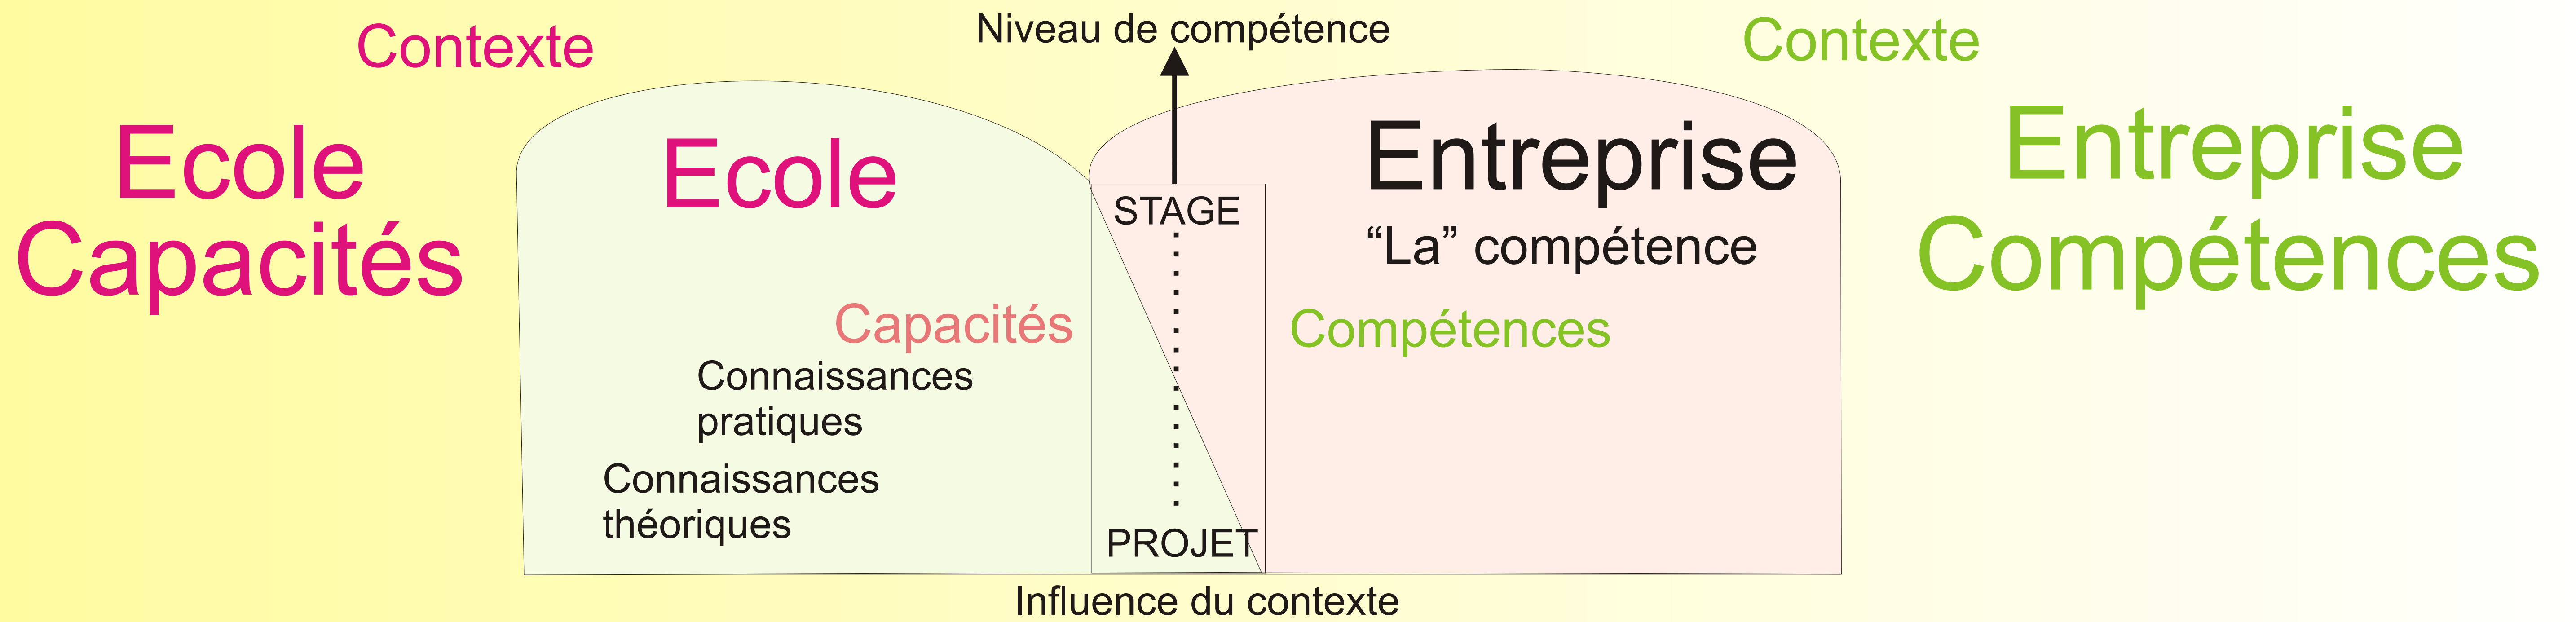 Contexte
Ecole
Capacités
Niveau de compétence
Ecole
Capacités
Connaissances
pratiques
Connaissances
théoriques
STAGE
PROJET
Influence du contexte
Entreprise
“La” compétence
Compétences
Contexte
Entreprise
Compétences